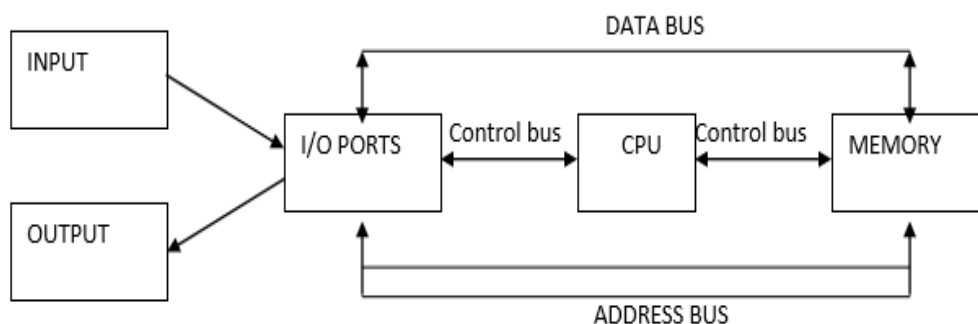 DATA BUS
INPUT
I/O PORTS
Control bus
CPU
Control bus
MEMORY
OUTPUT
ADDRESS BUS